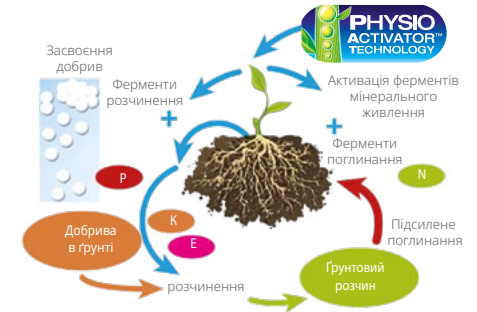 PHYSIO
ACTIVATOR™
TECHNOLOGY
Засвоєння
добрив
Ферменти
розчинення
+
Активація ферментів
мінерального
живлення
+
Ферменти
поглинання
P
N
K
E
Добрива
в ґрунті
Підсилене
поглинання
розчинення
Ґрунтовий
розчин